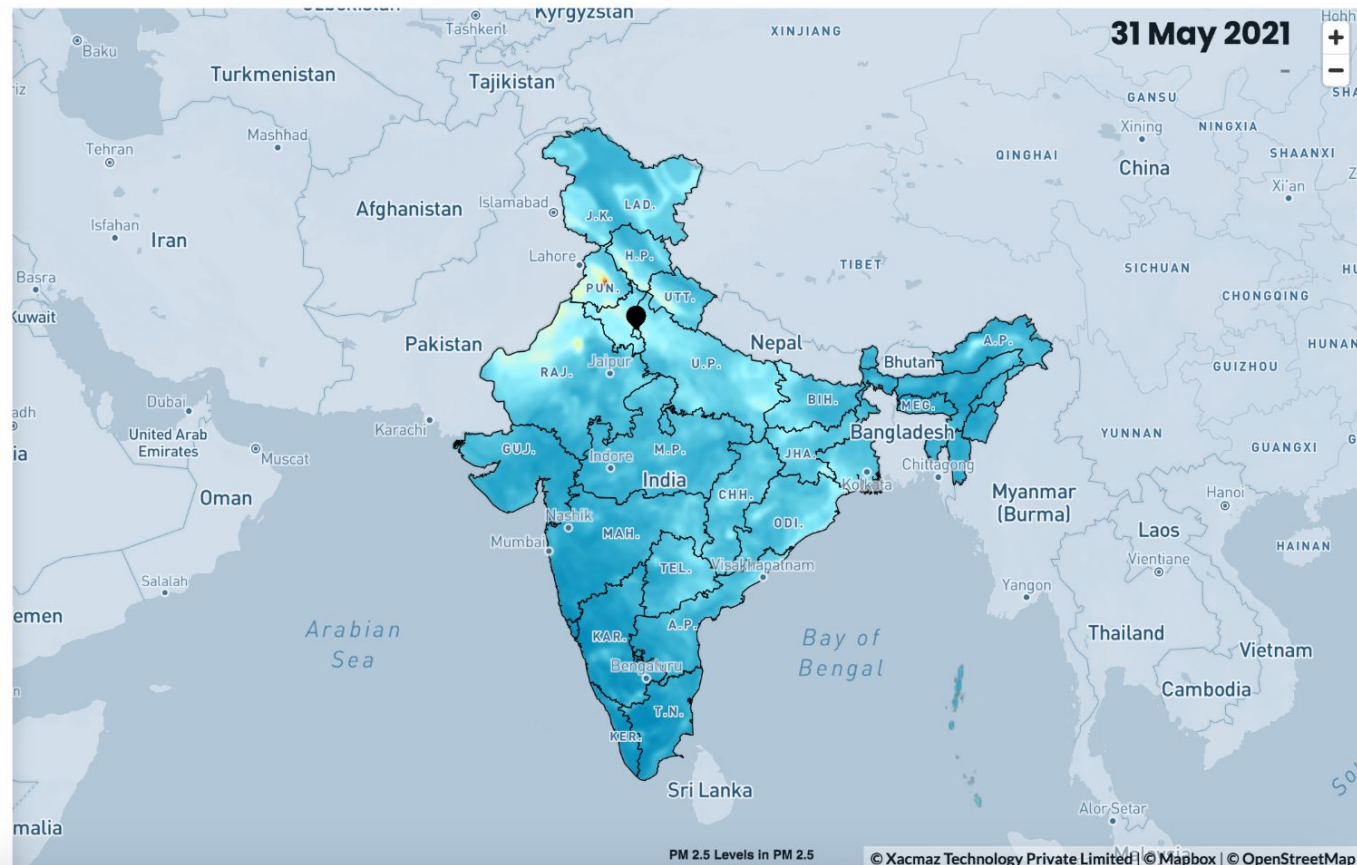 Kyrgyzstan
31 May 2021
+
−
Tashkent
XINJIANG
Baku
Turkmenistan
Tajikistan
GANSU
Xining
NINGXIA
Mashhad
Tehran
QINGHAI
SHAANXI
China
Xi'an
Islamabad
LAD.
J.K.
Afghanistan
Isfahan
Iran
Lahore
H.P.
TIBET
SICHUAN
Basra
PUN.
UTT.
CHONGQING
Kuwait
Pakistan
Nepal
A.P.
HUNAN
Jaipur
U.P.
Bhutan
GUIZHOU
RAJ.
Dubai
BIH.
MEG.
Karachi
United Arab
Emirates
Bangladesh
YUNNAN
GUANGXI
Muscat
GUJ.
M.P.
JHA.
Indore
India
Chittagong
Kolkata
Oman
CHH.
Myanmar
(Burma)
Hanoi
Nashik
ODI.
Laos
MAH.
Mumbai
HAINAN
Vientiane
TEL.
Visakhapatnam
Salalah
Yangon
emen
Arabian
Sea
A.P.
KAR.
Bay of
Bengal
Thailand
Vietnam
Bengaluru
Cambodia
T.N.
KER.
Sri Lanka
Alor Setar
malia
Malaysia
PM 2.5 Levels in PM 2.5
© Xacmaz Technology Private Limited | © Mapbox | © OpenStreetMap